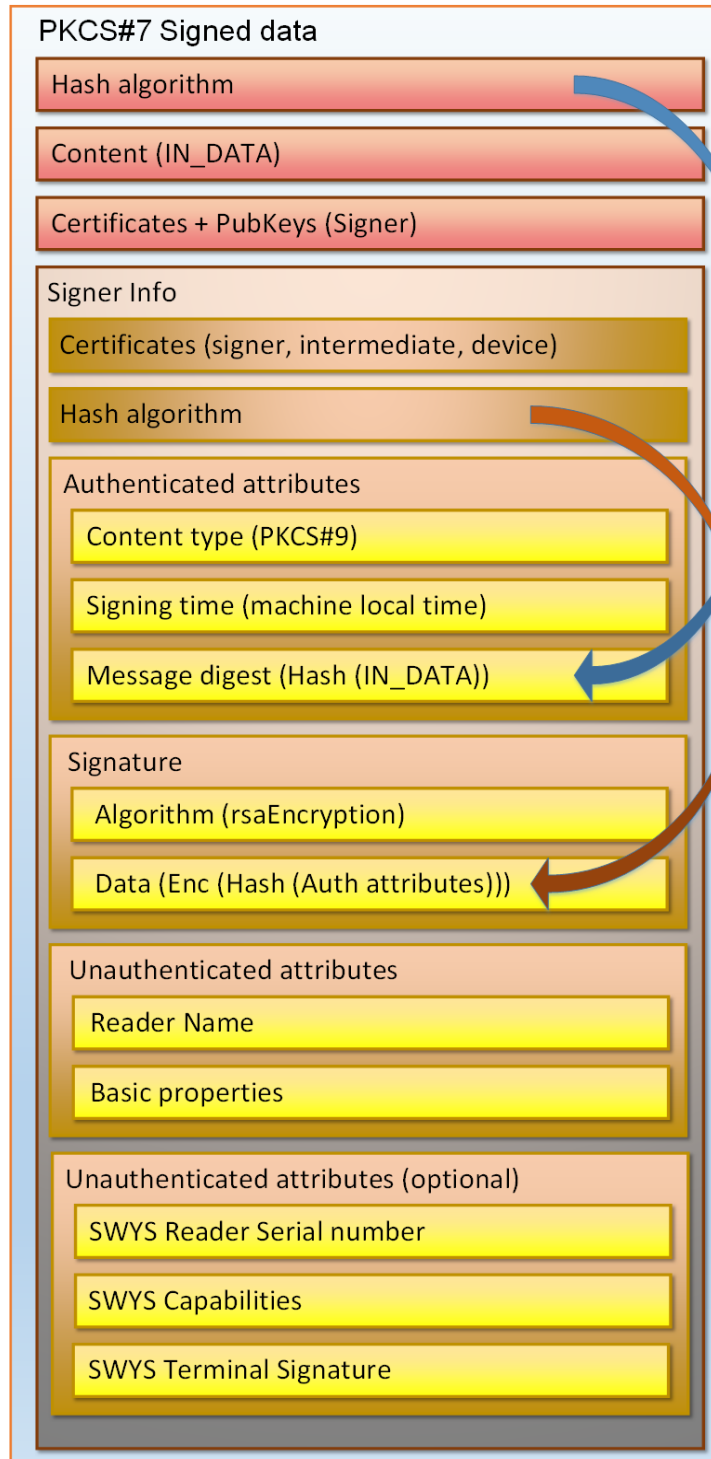 PKCS#7 Signed data
Hash algorithm
Content (IN_DATA)
Certificates + PubKeys (Signer)
Signer Info
Certificates (signer, intermediate, device)
Hash algorithm
Authenticated attributes
Content type (PKCS#9)
Signing time (machine local time)
Message digest (Hash (IN_DATA))
Signature
Algorithm (rsaEncryption)
Data (Enc (Hash (Auth attributes)))
Unauthenticated attributes
Reader Name
Basic properties
Unauthenticated attributes (optional)
SWYS Reader Serial number
SWYS Capabilities
SWYS Terminal Signature